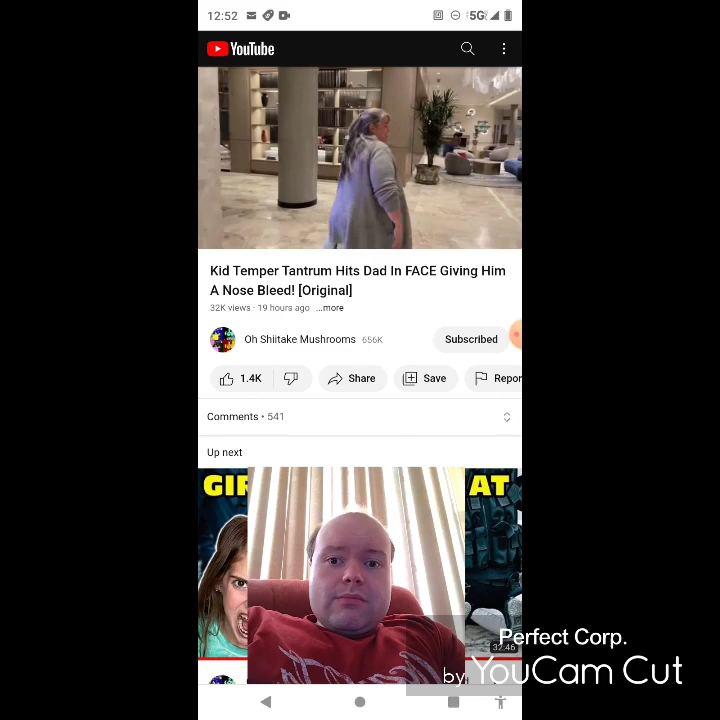 12:52
5G
YouTube
Kid Temper Tantrum Hits Dad In FACE Giving Him
A Nose Bleed! [Original]
32K views · 19 hours ago ...more
Oh Shiitake Mushrooms 656K
Subscribed
1.4K
Share
Save
Repor
Comments • 541
Up next
GIR
AT
32:46
Perfect Corp.
by YouCam Cut